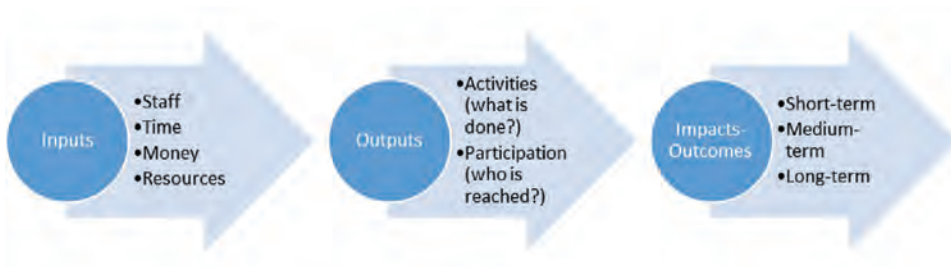 Inputs
•Staff
•Time
•Money
•Resources
Outputs
•Activities
(what is
done?)
•Participation
(who is
reached?)
Impacts-
Outcomes
•Short-term
•Medium-
term
•Long-term